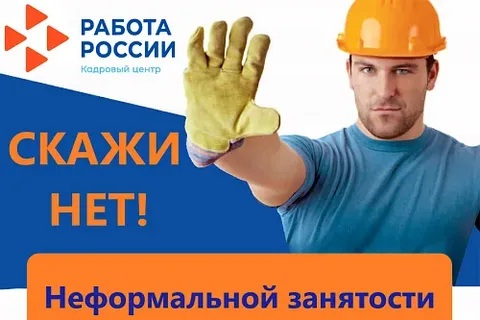 РАБОТА
РОССИИ
Кадровый центр
СКАЖИ
НЕТ!
Неформальной занятости